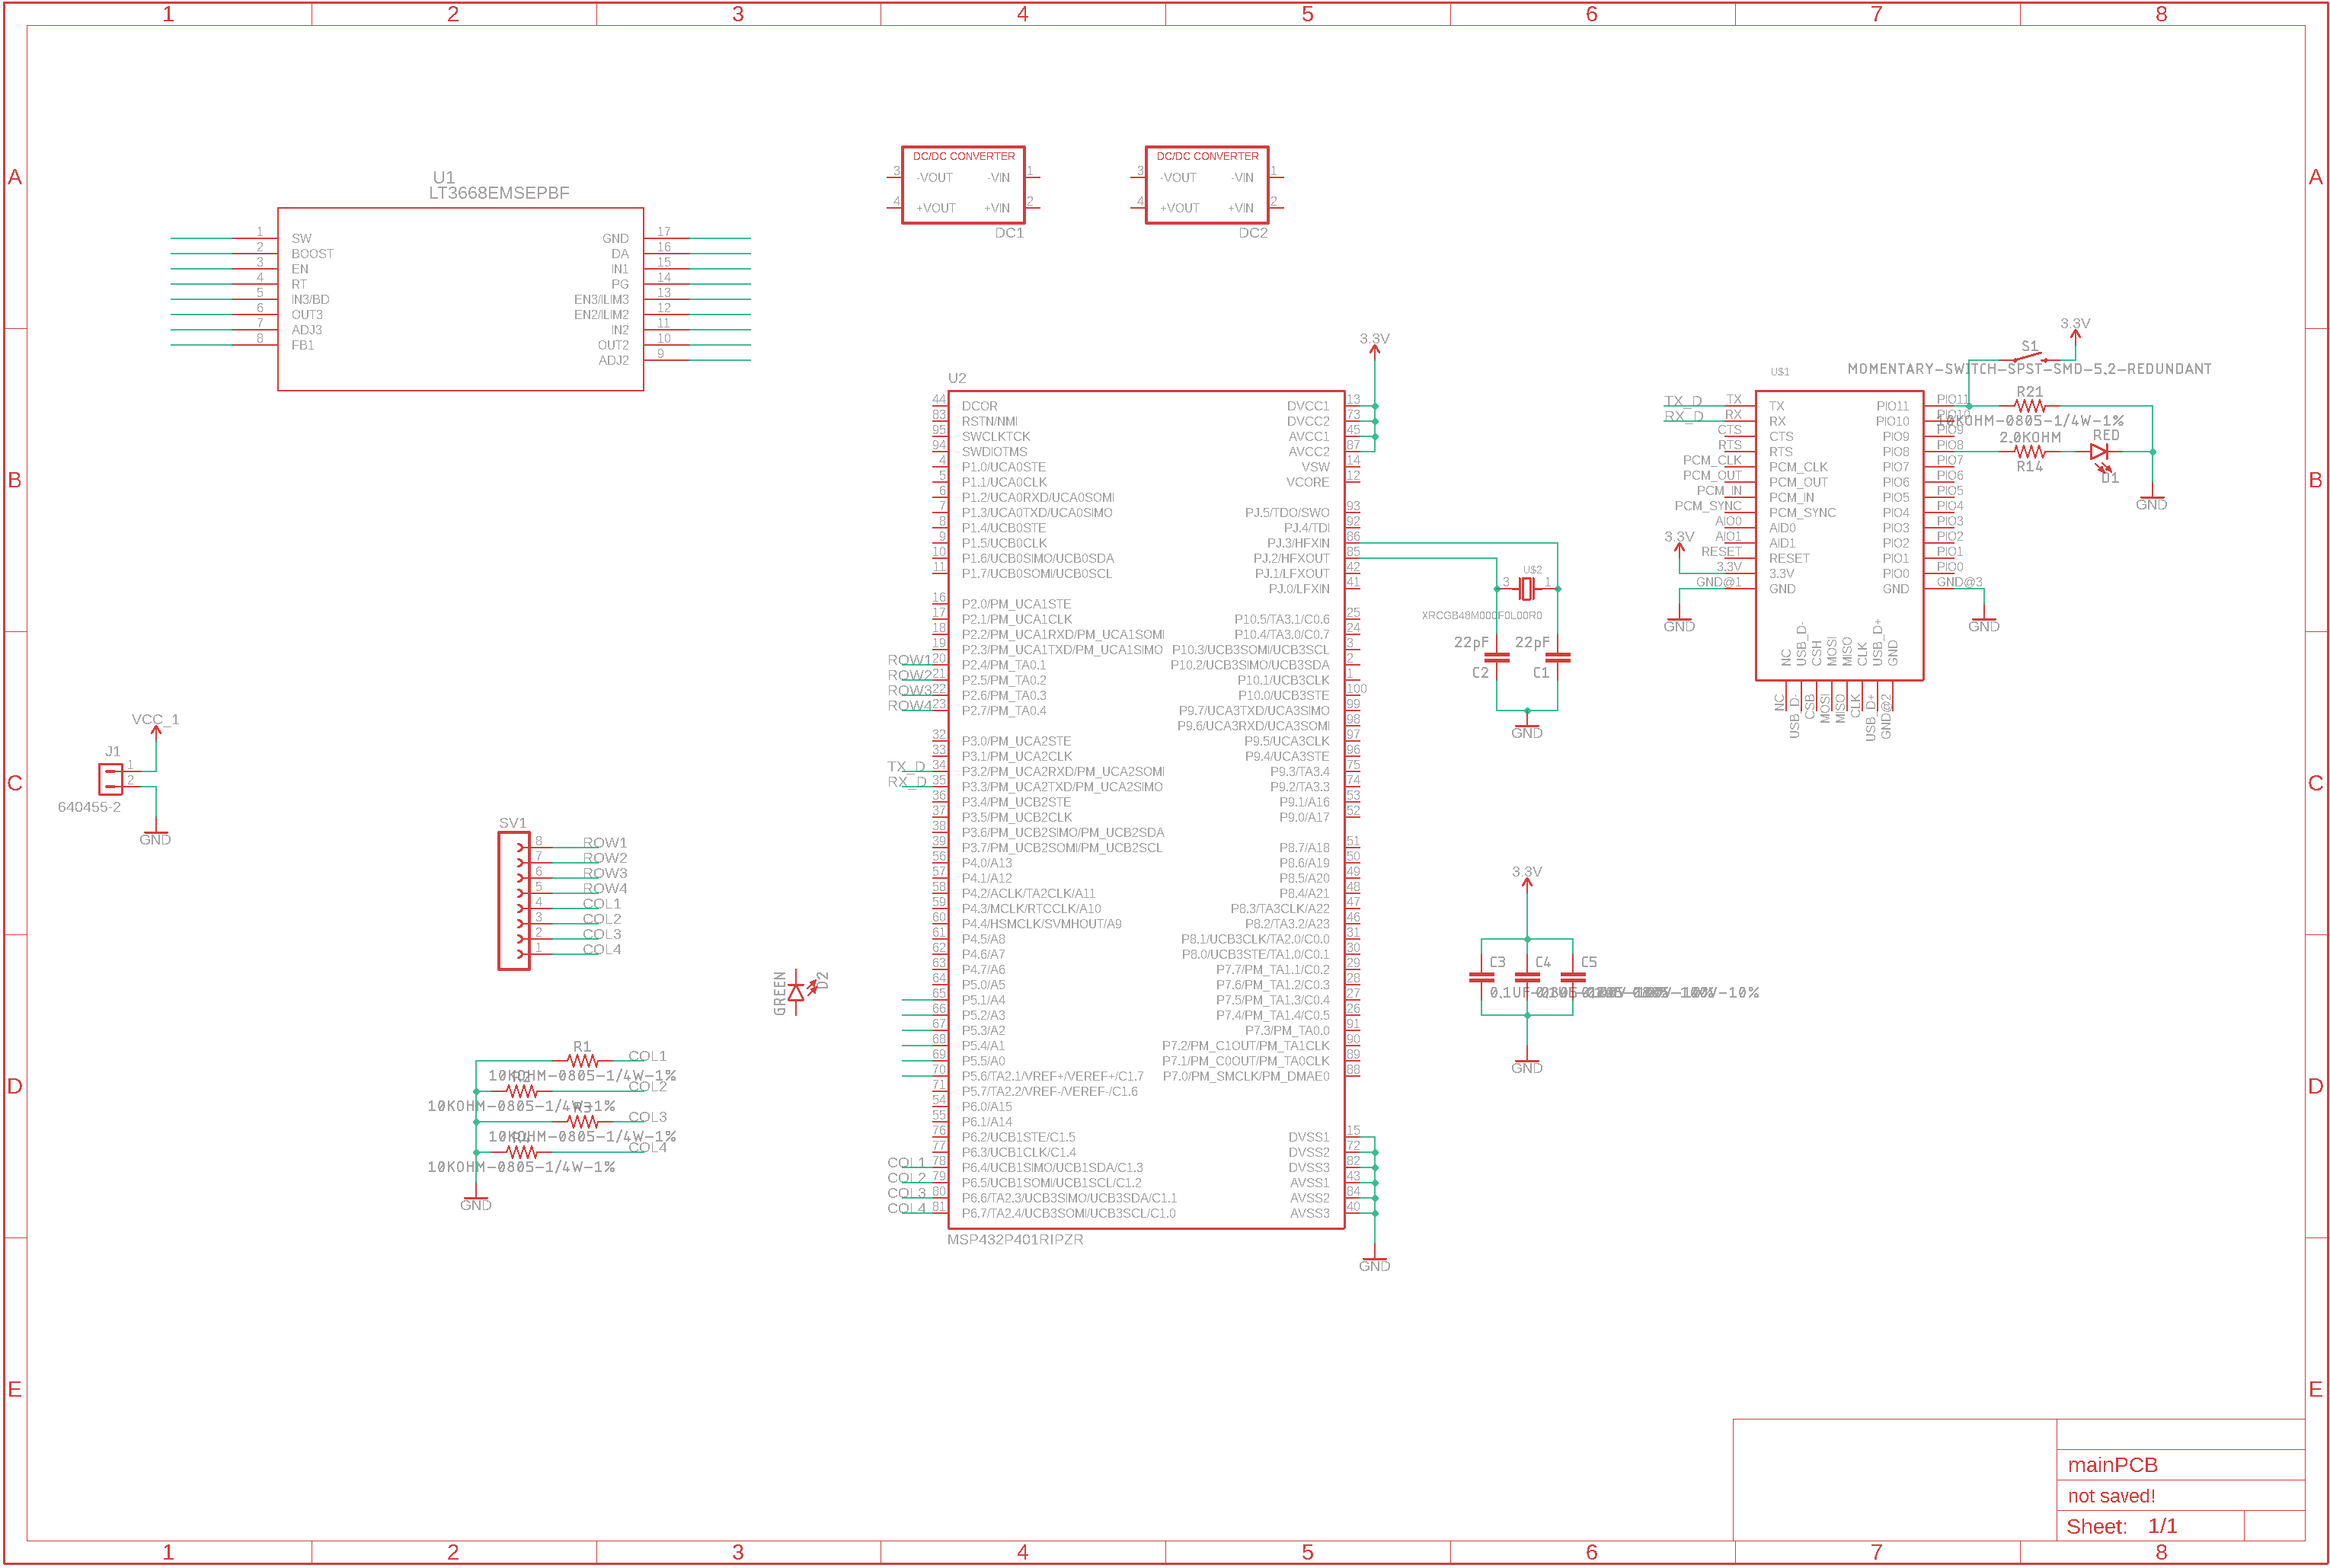 1 2 3 4 5 6 7 8
A A
B B
C C
D D
E E
1 2 3 4 5 6 7 8
U1
LT3668EMSEPBF
1 SW
2 BOOST
3 EN
4 RT
5 IN3/BD
6 OUT3
7 ADJ3
8 FB1
GND 17
DA 16
IN1 15
PG 14
EN3/ILIM3 13
EN2/ILIM2 12
IN2 11
OUT2 10
ADJ2 9
DC/DC CONVERTER
3 -VOUT -VIN 1
4 +VOUT +VIN 2
DC1
DC/DC CONVERTER
3 -VOUT -VIN 1
4 +VOUT +VIN 2
DC2
VCC_1
J1
1
2
640455-2
GND
SV1
8 ROW1
7 ROW2
6 ROW3
5 ROW4
4 COL1
3 COL2
2 COL3
1 COL4
R1 COL1
10KOHM-0805-1/4W-1%
COL2
10KOHM-0805-1/4W-1%
R3 COL3
10KOHM-0805-1/4W-1%
COL4
10KOHM-0805-1/4W-1%
GND
GREEN
D2
U2
44 DCOR
83 RSTN/NMI
95 SWCLKTCK
94 SWDIOTMS
4 P1.0/UCA0STE
5 P1.1/UCA0CLK
6 P1.2/UCA0RXD/UCA0SOMI
7 P1.3/UCA0TXD/UCA0SIMO
8 P1.4/UCB0STE
9 P1.5/UCB0CLK
10 P1.6/UCB0SIMO/UCB0SDA
11 P1.7/UCB0SOMI/UCB0SCL
16 P2.0/PM_UCA1STE
17 P2.1/PM_UCA1CLK
18 P2.2/PM_UCA1RXD/PM_UCA1SOMI
19 P2.3/PM_UCA1TXD/PM_UCA1SIMO
ROW1 20 P2.4/PM_TA0.1
ROW2 21 P2.5/PM_TA0.2
ROW3 22 P2.6/PM_TA0.3
ROW4 23 P2.7/PM_TA0.4
32 P3.0/PM_UCA2STE
33 P3.1/PM_UCA2CLK
TX_D 34 P3.2/PM_UCA2RXD/PM_UCA2SOMI
RX_D 35 P3.3/PM_UCA2TXD/PM_UCA2SIMO
36 P3.4/PM_UCB2STE
37 P3.5/PM_UCB2CLK
38 P3.6/PM_UCB2SIMO/PM_UCB2SDA
39 P3.7/PM_UCB2SOMI/PM_UCB2SCL
56 P4.0/A13
57 P4.1/A12
58 P4.2/ACLK/TA2CLK/A11
59 P4.3/MCLK/RTCCLK/A10
60 P4.4/HSMCLK/SVMHOUT/A9
61 P4.5/A8
62 P4.6/A7
63 P4.7/A6
64 P5.0/A5
65 P5.1/A4
66 P5.2/A3
67 P5.3/A2
68 P5.4/A1
69 P5.5/A0
70 P5.6/TA2.1/VREF+/VEREF+/C1.7
71 P5.7/TA2.2/VREF-/VEREF-/C1.6
54 P6.0/A15
55 P6.1/A14
76 P6.2/UCB1STE/C1.5
77 P6.3/UCB1CLK/C1.4
COL1 78 P6.4/UCB1SIMO/UCB1SDA/C1.3
COL2 79 P6.5/UCB1SOMI/UCB1SCL/C1.2
COL3 80 P6.6/TA2.3/UCB3SIMO/UCB3SDA/C1.1
COL4 81 P6.7/TA2.4/UCB3SOMI/UCB3SCL/C1.0
MSP432P401RIPZR
3.3V
DVCC1 13
DVCC2 73
AVCC1 45
AVCC2 87
VSW 14
VCORE 12
PJ.5/TDO/SWO 93
PJ.4/TDI 92
PJ.3/HFXIN 86
PJ.2/HFXOUT 85
PJ.1/LFXOUT 42
PJ.0/LFXIN 41
P10.5/TA3.1/C0.6 25
P10.4/TA3.0/C0.7 24
P10.3/UCB3SOMI/UCB3SCL 3
P10.2/UCB3SIMO/UCB3SDA 2
P10.1/UCB3CLK 1
P10.0/UCB3STE 100
P9.7/UCA3TXD/UCA3SIMO 99
P9.6/UCA3RXD/UCA3SOMI 98
P9.5/UCA3CLK 97
P9.4/UCA3STE 96
P9.3/TA3.4 75
P9.2/TA3.3 74
P9.1/A16 53
P9.0/A17 52
P8.7/A18 51
P8.6/A19 50
P8.5/A20 49
P8.4/A21 48
P8.3/TA3CLK/A22 47
P8.2/TA3.2/A23 46
P8.1/UCB3CLK/TA2.0/C0.0 31
P8.0/UCB3STE/TA1.0/C0.1 30
P7.7/PM_TA1.1/C0.2 29
P7.6/PM_TA1.2/C0.3 28
P7.5/PM_TA1.3/C0.4 27
P7.4/PM_TA1.4/C0.5 26
P7.3/PM_TA0.0 91
P7.2/PM_C1OUT/PM_TA1CLK 90
P7.1/PM_C0OUT/PM_TA0CLK 89
P7.0/PM_SMCLK/PM_DMAE0 88
DVSS1 15
DVSS2 72
DVSS3 82
AVSS1 43
AVSS2 84
AVSS3 40
GND
U$2
3 1
XRCGB48M000F0L00R0
22pF 22pF
C2 C1
GND
3.3V
C3 C4 C5
GND
3.3V
S1
MOMENTARY-SWITCH-SPST-SMD-5.2-REDUNDANT
U$1
TX_D TX TX
RX_D RX RX
CTS CTS
RTS RTS
PCM_CLK PCM_CLK
PCM_OUT PCM_OUT
PCM_IN PCM_IN
PCM_SYNC PCM_SYNC
AIO0 AID0
AIO1 AID1
RESET RESET
3.3V 3.3V 3.3V
GND@1 GND
GND
PIO11 PIO11
PIO10 PIO10
PIO9 PIO9
PIO8 PIO8
PIO7 PIO7
PIO6 PIO6
PIO5 PIO5
PIO4 PIO4
PIO3 PIO3
PIO2 PIO2
PIO1 PIO1
PIO0 PIO0
GND GND@3
GND
R21
10KOHM-0805-1/4W-1%
2.0KOHM RED
R14 D1
GND
NC USB_D- CSH MOSI MISO CLK USB_D+ GND
NC USB_D- CSB MOSI MISO CLK USB_D+ GND@2
mainPCB
not saved!
Sheet: 1/1